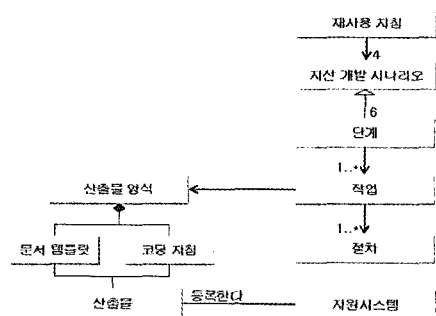 재사용 지침
4
자산 개발 시나리오
6
단계
1..*
산출물 양식
작업
1..*
문서 템플릿
코딩 지침
절차
산출물
등록한다
지원시스템